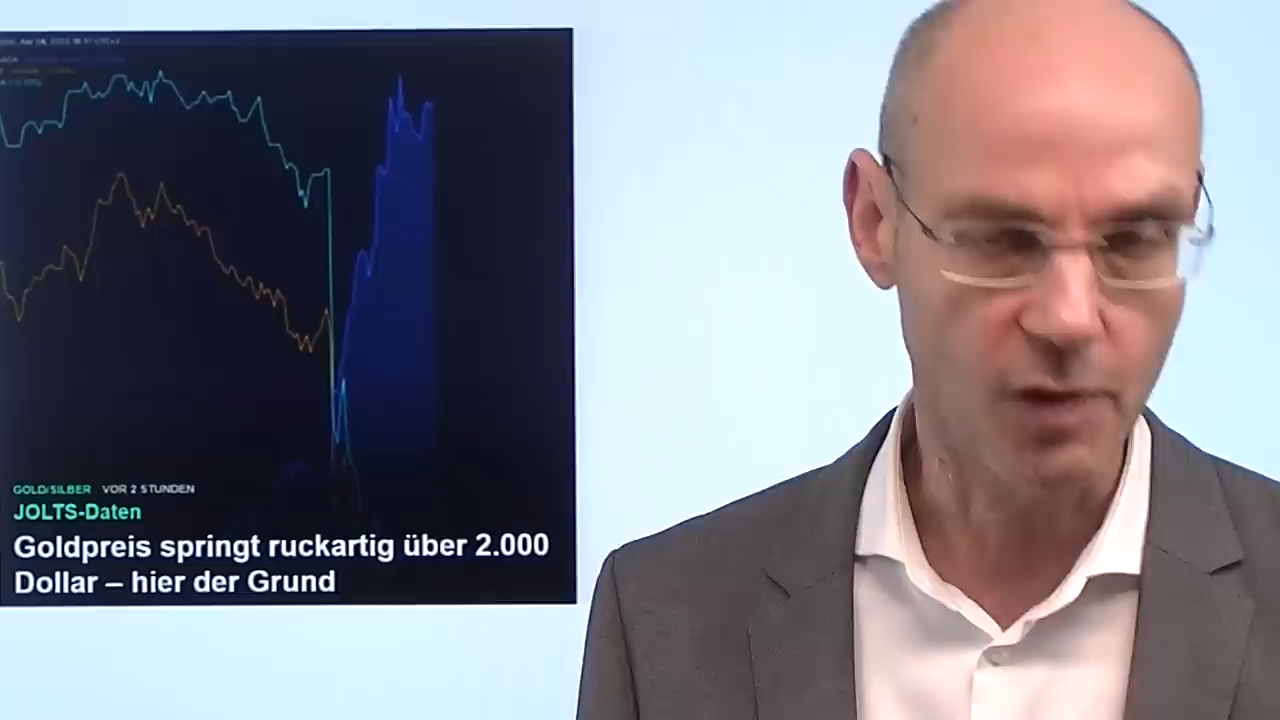 GOLD/SILBER VOR 2 STUNDEN
JOLTS-Daten
Goldpreis springt ruckartig über 2.000
Dollar – hier der Grund